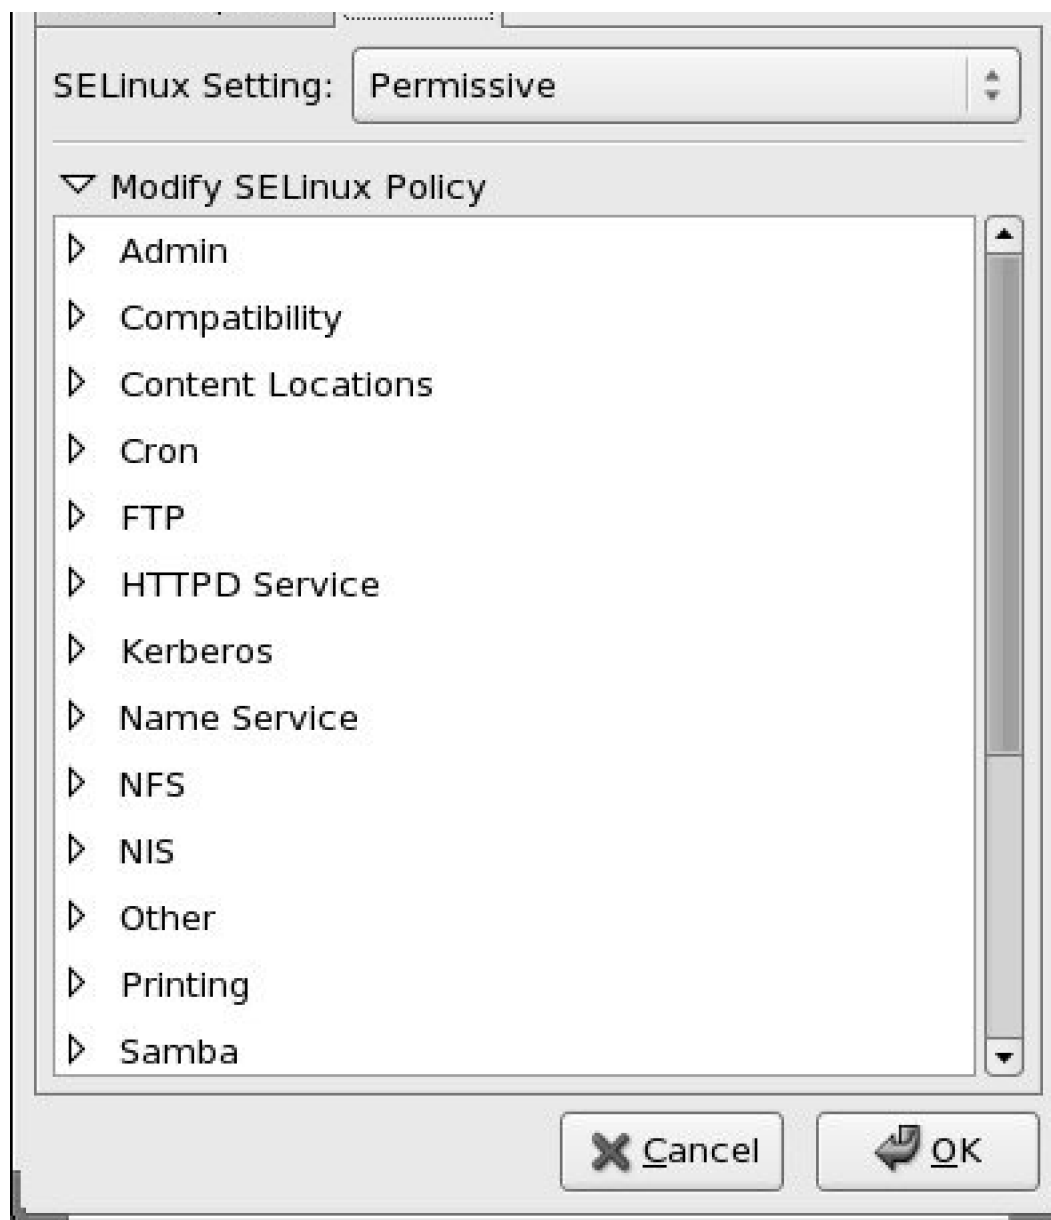 SELinux Setting: Permissive
Modify SELinux Policy
Admin
Compatibility
Content Locations
Cron
FTP
HTTPD Service
Kerberos
Name Service
NFS
NIS
Other
Printing
Samba
Cancel OK